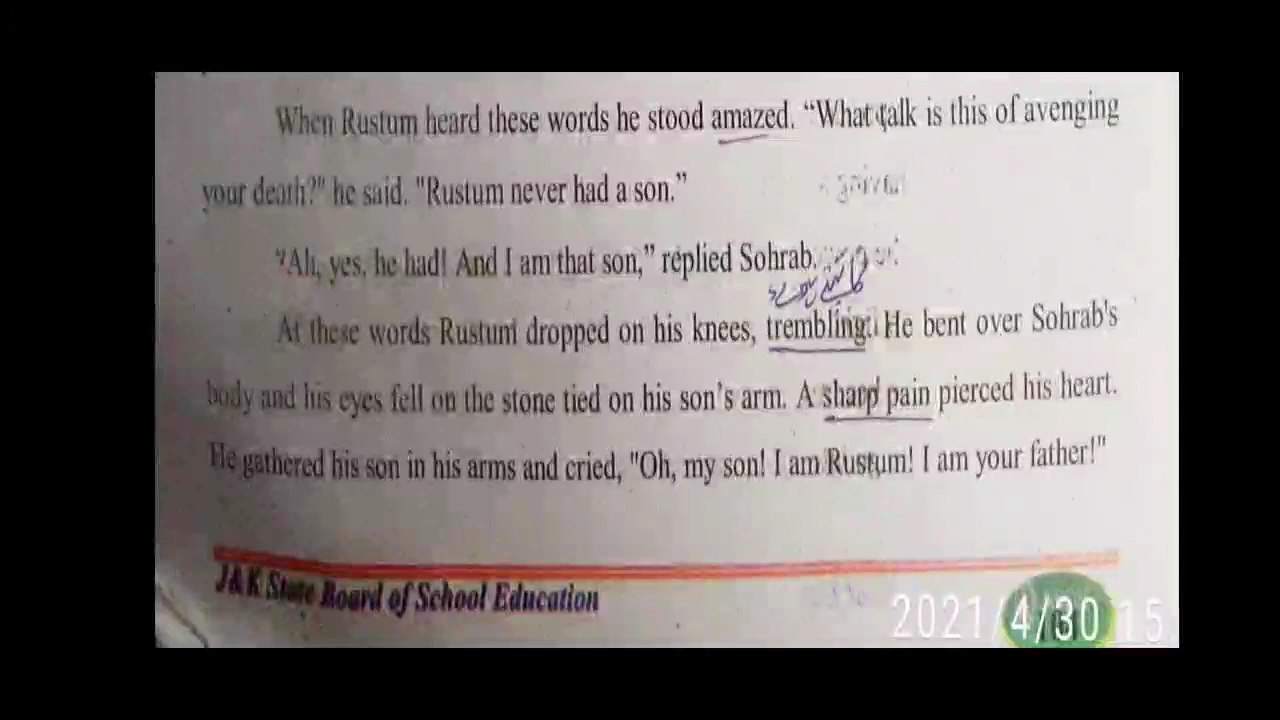 When Rustum heard these words he stood amazed. “What talk is this of avenging
your death?" he said. "Rustum never had a son.”
“Ah, yes, he had! And I am that son,” replied Sohrab.
At these words Rustum dropped on his knees, trembling. He bent over Sohrab's
body and his eyes fell on the stone tied on his son’s arm. A sharp pain pierced his heart.
He gathered his son in his arms and cried, "Oh, my son! I am Rustum! I am your father!"
J&K State Board of School Education
2021/4/30 15